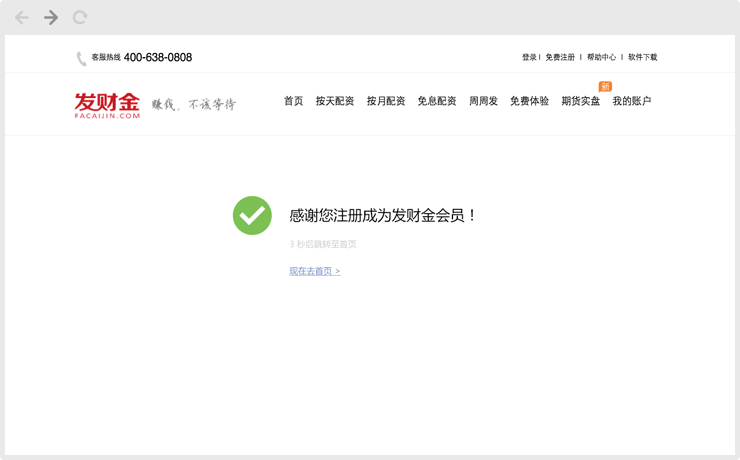 客服热线 400-638-0808
登录 | 免费注册 | 帮助中心 | 软件下载
发财金 赚钱,不该等待
FACAIJIN.COM
新
首页 按天配资 按月配资 免息配资 周周发 免费体验 期货实盘 我的账户
感谢您注册成为发财金会员！
3 秒后跳转至首页
现在去首页 >